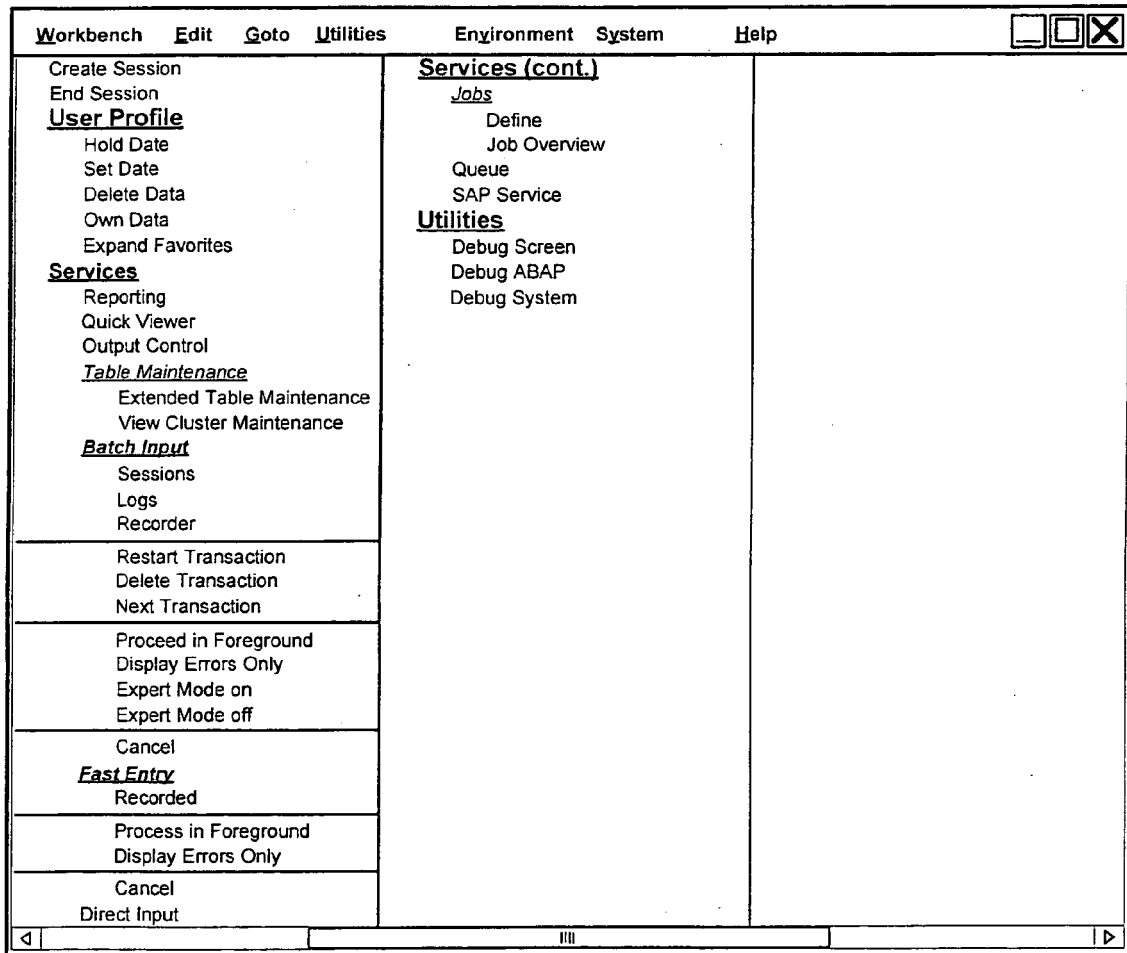 Workbench Edit Goto Utilities Environment System Help
Create Session
End Session
User Profile
Hold Date
Set Date
Delete Data
Own Data
Expand Favorites
Services
Reporting
Quick Viewer
Output Control
Table Maintenance
Extended Table Maintenance
View Cluster Maintenance
Batch Input
Sessions
Logs
Recorder
Restart Transaction
Delete Transaction
Next Transaction
Proceed in Foreground
Display Errors Only
Expert Mode on
Expert Mode off
Cancel
Fast Entry
Recorded
Process in Foreground
Display Errors Only
Cancel
Direct Input
Services (cont.)
Jobs
Define
Job Overview
Queue
SAP Service
Utilities
Debug Screen
Debug ABAP
Debug System